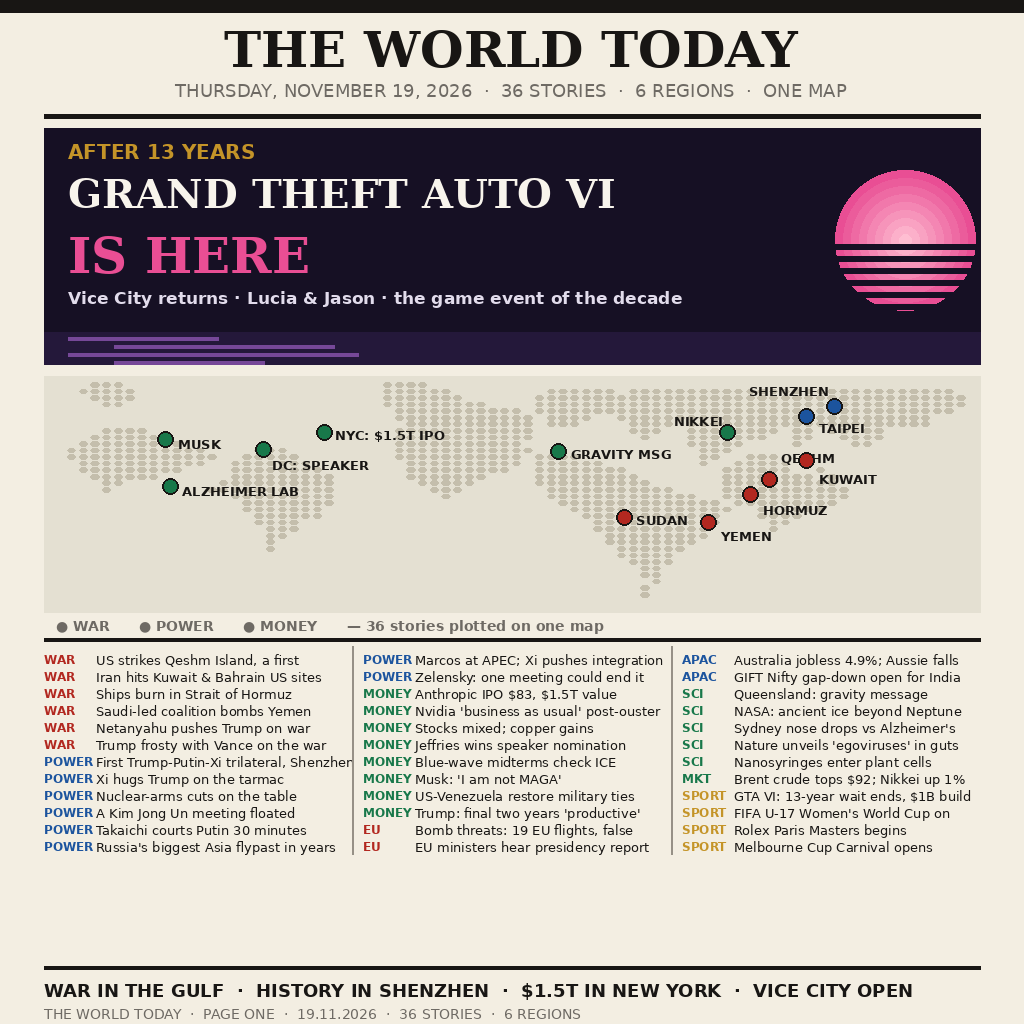 THE WORLD TODAY
THURSDAY, NOVEMBER 19, 2026 · 36 STORIES · 6 REGIONS · ONE MAP
AFTER 13 YEARS
GRAND THEFT AUTO VI
IS HERE
Vice City returns · Lucia & Jason · the game event of the decade
SHENZHEN
NIKKEI
TAIPEI
NYC: $1.5T IPO
MUSK
GRAVITY MSG
DC: SPEAKER
KUWAIT
ALZHEIMER LAB
HORMUZ
SUDAN
YEMEN
● WAR ● POWER ● MONEY — 36 stories plotted on one map
WAR US strikes Qeshm Island, a first
WAR Iran hits Kuwait & Bahrain US sites
WAR Ships burn in Strait of Hormuz
WAR Saudi-led coalition bombs Yemen
WAR Netanyahu pushes Trump on war
WAR Trump frosty with Vance on the war
POWER First Trump-Putin-Xi trilateral, Shenzhen
POWER Xi hugs Trump on the tarmac
POWER Nuclear-arms cuts on the table
POWER A Kim Jong Un meeting floated
POWER Takaichi courts Putin 30 minutes
POWER Russia's biggest Asia flypast in years
POWER Marcos at APEC; Xi pushes integration
POWER Zelensky: one meeting could end it
MONEY Anthropic IPO $83, $1.5T value
MONEY Nvidia 'business as usual' post-ouster
MONEY Stocks mixed; copper gains
MONEY Jeffries wins speaker nomination
MONEY Blue-wave midterms check ICE
MONEY Musk: 'I am not MAGA'
MONEY US-Venezuela restore military ties
MONEY Trump: final two years 'productive'
EU Bomb threats: 19 EU flights, false
EU EU ministers hear presidency report
APAC Australia jobless 4.9%; Aussie falls
APAC GIFT Nifty gap-down open for India
SCI Queensland: gravity message
SCI NASA: ancient ice beyond Neptune
SCI Sydney nose drops vs Alzheimer's
SCI Nature unveils 'egoviruses' in guts
SCI Nanosyringes enter plant cells
MKT Brent crude tops $92; Nikkei up 1%
SPORT GTA VI: 13-year wait ends, $1B build
SPORT FIFA U-17 Women's World Cup on
SPORT Rolex Paris Masters begins
SPORT Melbourne Cup Carnival opens
WAR IN THE GULF · HISTORY IN SHENZHEN · $1.5T IN NEW YORK · VICE CITY OPEN
THE WORLD TODAY · PAGE ONE · 19.11.2026 · 36 STORIES · 6 REGIONS